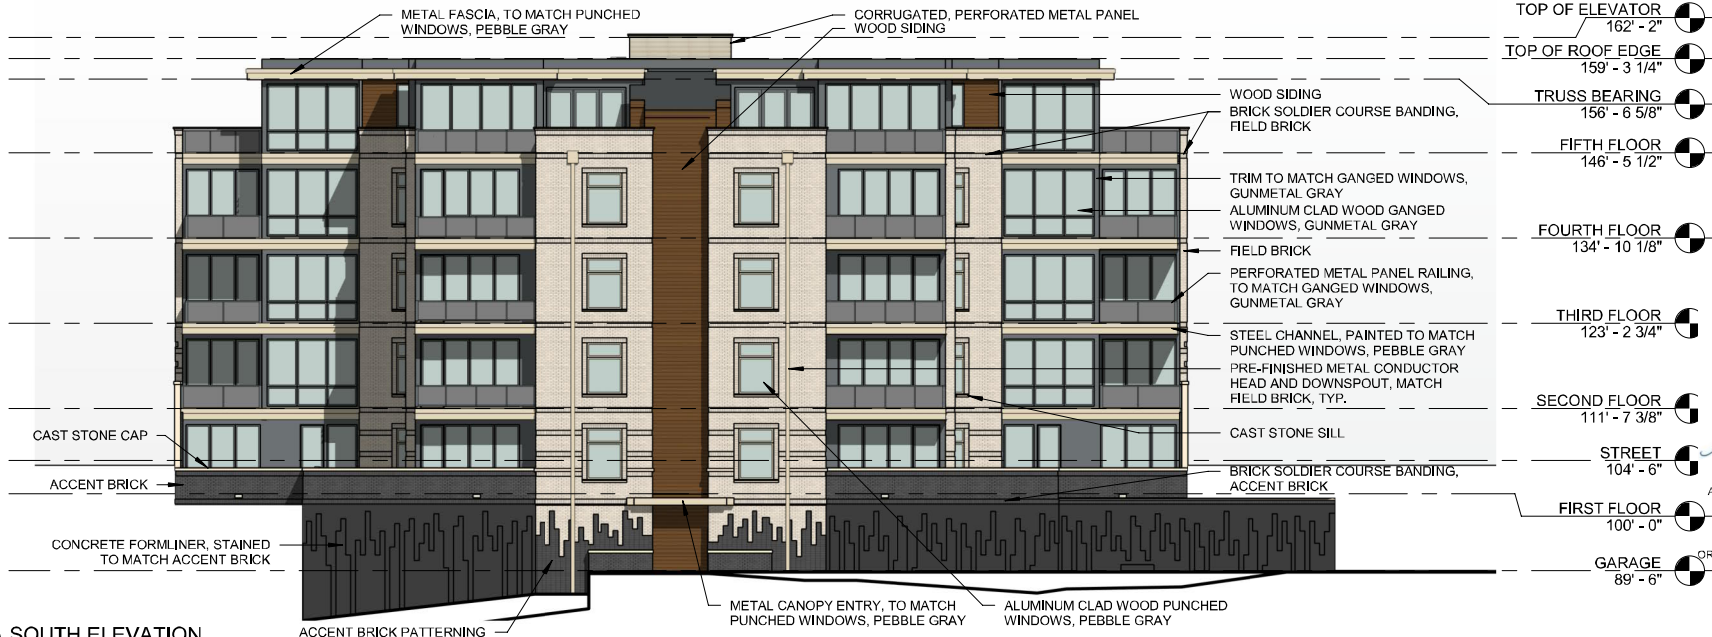 METAL FASCIA, TO MATCH PUNCHED
WINDOWS, PEBBLE GRAY
CORRUGATED, PERFORATED METAL PANEL
WOOD SIDING
TOP OF ELEVATOR
162' - 2"
TOP OF ROOF EDGE
159' - 3 1/4"
WOOD SIDING
BRICK SOLDIER COURSE BANDING,
FIELD BRICK
TRUSS BEARING
156' - 6 5/8"
FIFTH FLOOR
146' - 5 1/2"
TRIM TO MATCH GANGED WINDOWS,
GUNMETAL GRAY
ALUMINUM CLAD WOOD GANGED
WINDOWS, GUNMETAL GRAY
FOURTH FLOOR
134' - 10 1/8"
FIELD BRICK
PERFORATED METAL PANEL RAILING,
TO MATCH GANGED WINDOWS,
GUNMETAL GRAY
THIRD FLOOR
123' - 2 3/4"
STEEL CHANNEL, PAINTED TO MATCH
PUNCHED WINDOWS, PEBBLE GRAY
PRE-FINISHED METAL CONDUCTOR
HEAD AND DOWNSPOUT, MATCH
FIELD BRICK, TYP.
SECOND FLOOR
111' - 7 3/8"
CAST STONE CAP
CAST STONE SILL
STREET
104' - 6"
ACCENT BRICK
BRICK SOLDIER COURSE BANDING,
ACCENT BRICK
FIRST FLOOR
100' - 0"
CONCRETE FORMLINER, STAINED
TO MATCH ACCENT BRICK
GARAGE
89' - 6"
METAL CANOPY ENTRY, TO MATCH
PUNCHED WINDOWS, PEBBLE GRAY
ALUMINUM CLAD WOOD PUNCHED
WINDOWS, PEBBLE GRAY
SOUTH ELEVATION
ACCENT BRICK PATTERNING